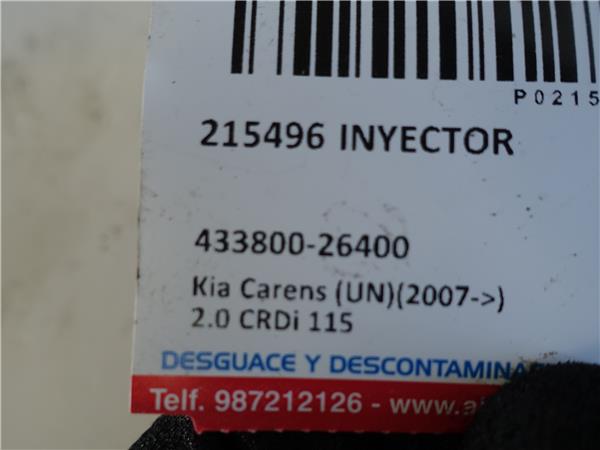 P0215
215496 INYECTOR
433800-26400
Kia Carens (UN)(2007->)
2.0 CRDi 115
DESGUACE Y DESCONTAMINA
Telf. 987212126 - www.a